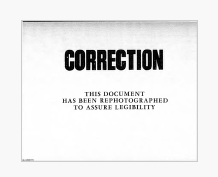 CORRECTION
THIS DOCUMENT
HAS BEEN REPHOTOGRAPHED
TO ASSURE LEGIBILITY